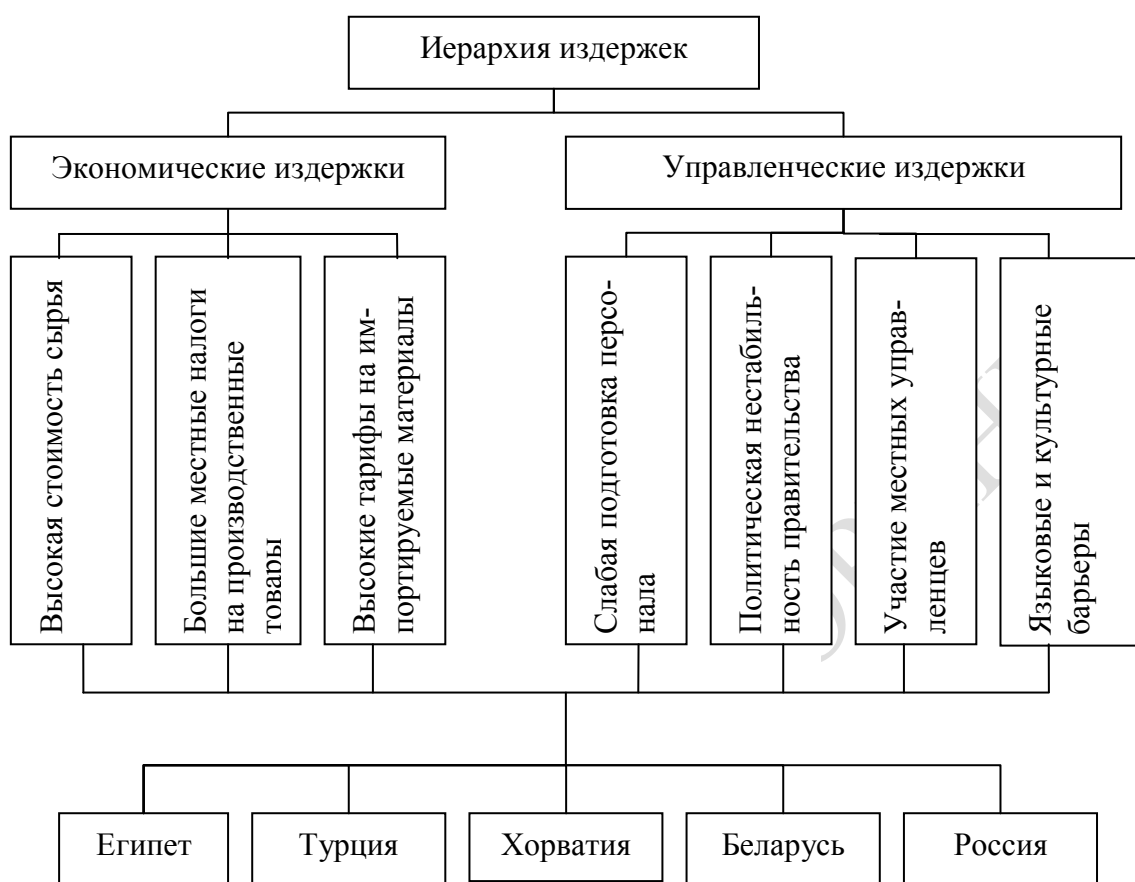 Иерархия издержек
Экономические издержки
Управленческие издержки
Высокая стоимость сырья
Большие местные налоги
на производственные
товары
Высокие тарифы на им-
портируемые материалы
Слабая подготовка персо-
нала
Политическая нестабиль-
ность правительства
Участие местных управ-
ленцев
Языковые и культурные
барьеры
Египет
Турция
Хорватия
Беларусь
Россия